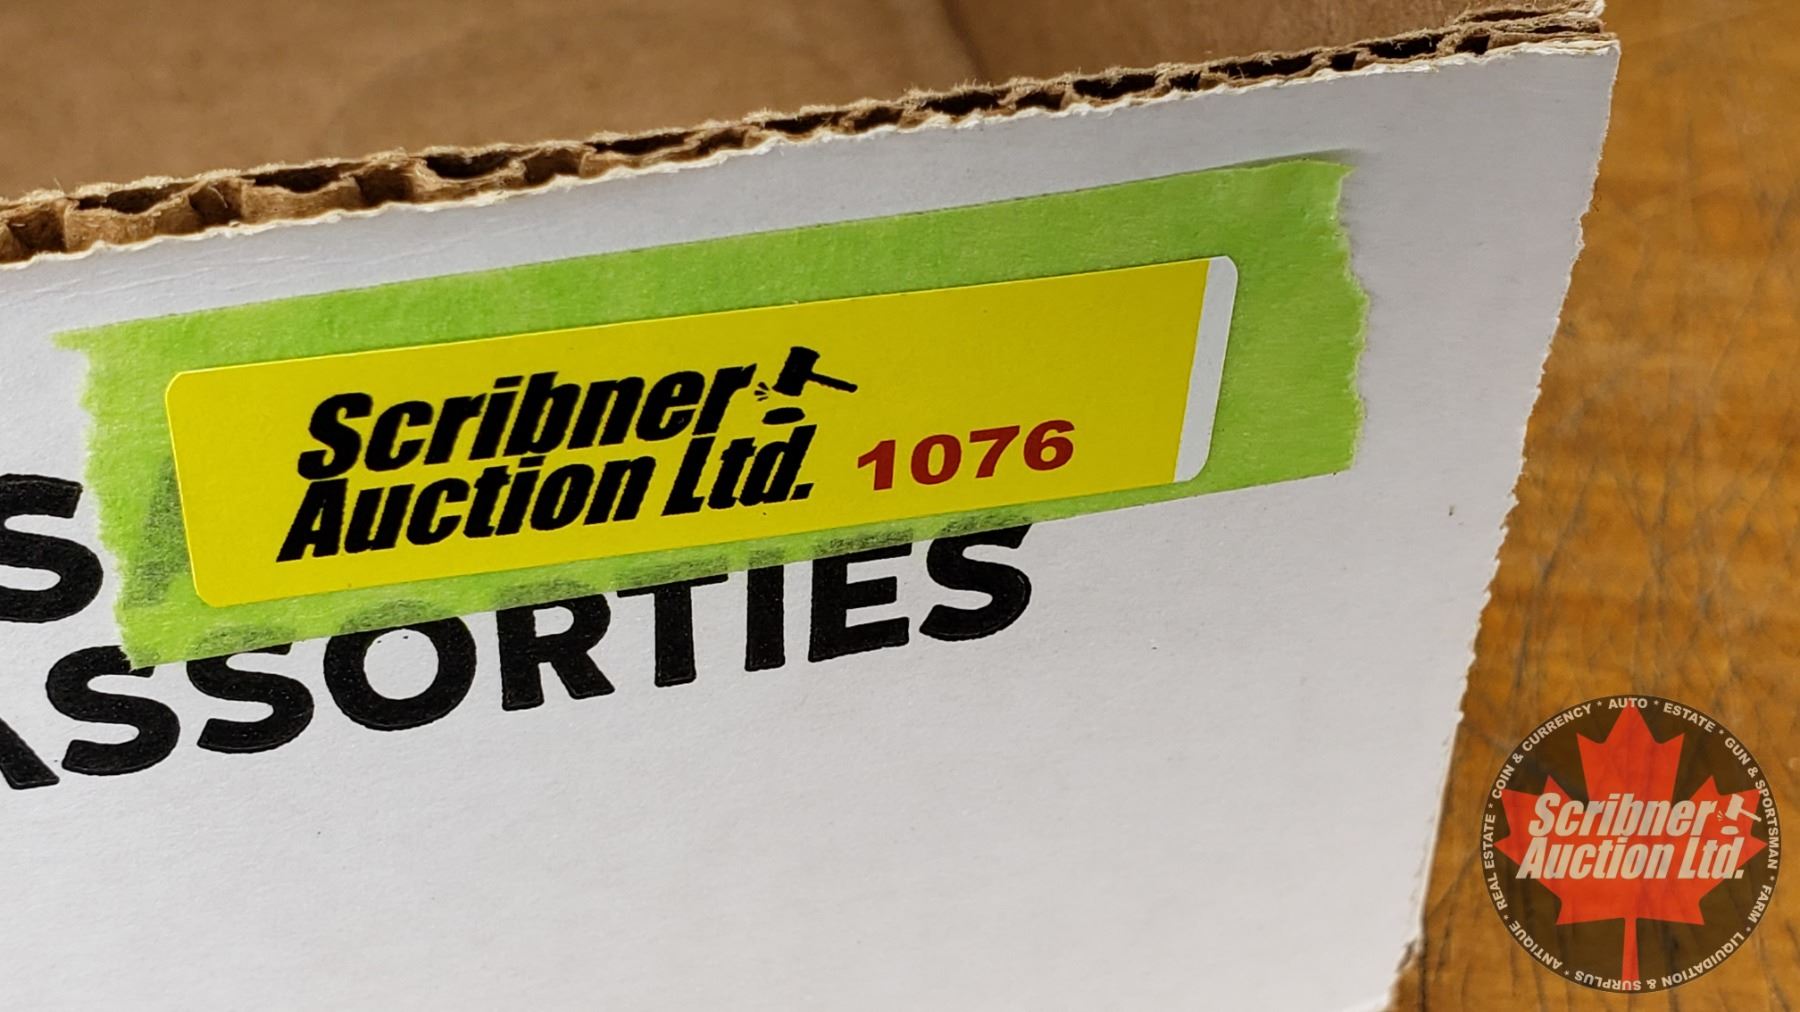 Scribner
Auction Ltd. 1076
S
ASSORTIES
COIN & CURRENCY * AUTO * ESTATE * GUN & SPORTSMAN * FARM * LIQUIDATION & SURPLUS * ANTIQUE * REAL ESTATE *
Scribner
Auction Ltd.